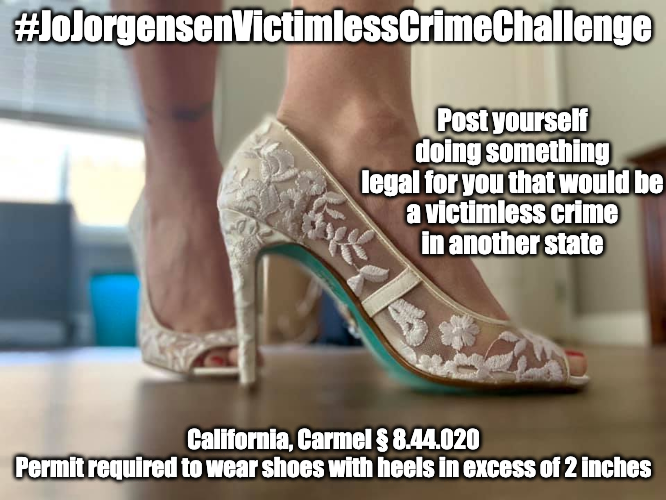 #JoJorgensenVictimlessCrimeChallenge
Post yourself
doing something
legal for you that would be
a victimless crime
in another state
California, Carmel § 8.44.020
Permit required to wear shoes with heels in excess of 2 inches